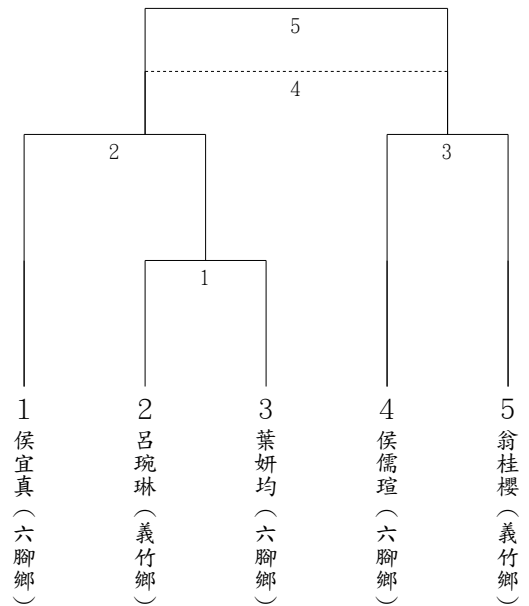 5
4
2
3
1
1 侯宜真(六腳鄉)
2 呂琬琳(義竹鄉)
3 葉妍均(六腳鄉)
4 侯儒瑄(六腳鄉)
5 翁桂櫻(義竹鄉)